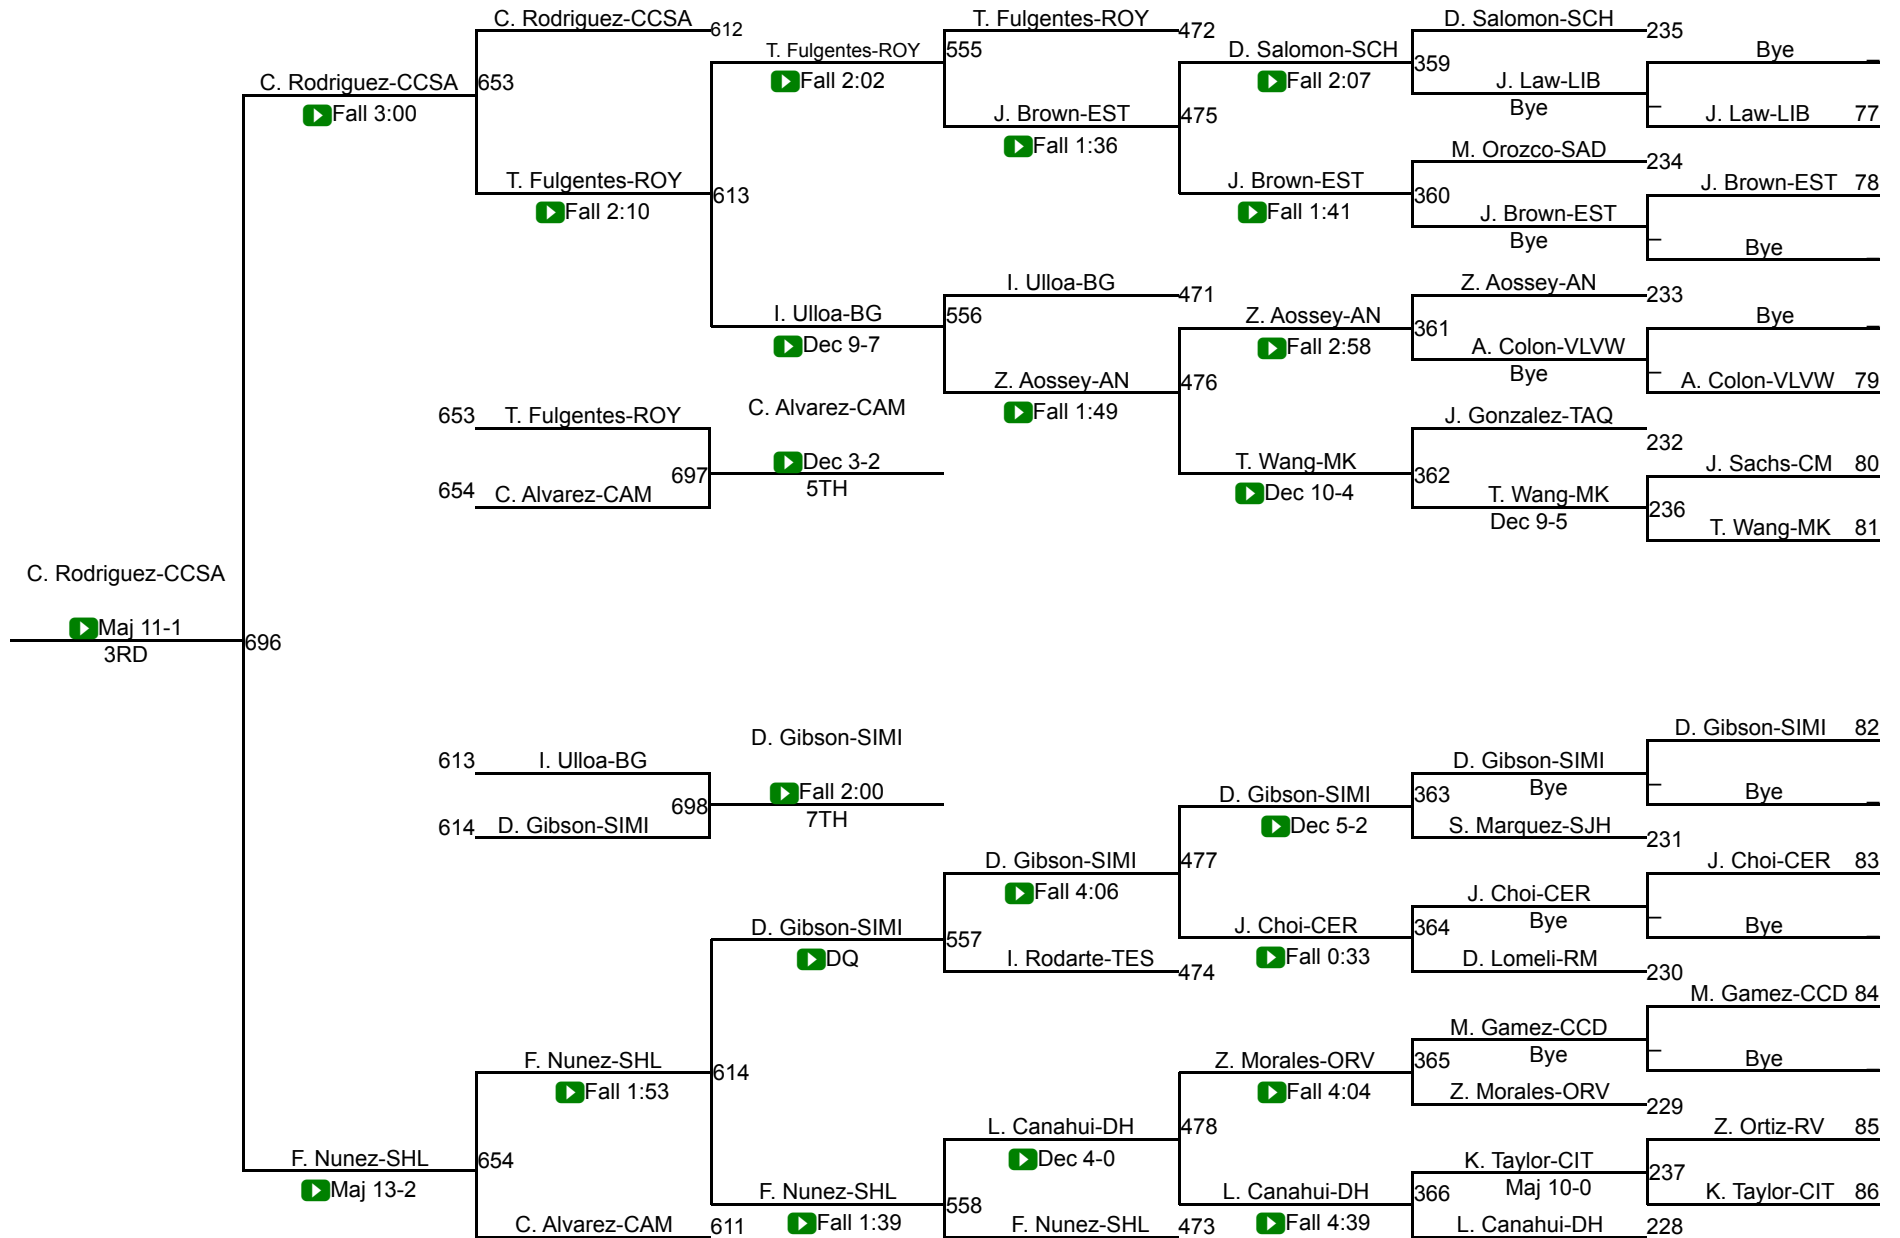 C. Rodriguez-CCSA
612
T. Fulgentes-ROY
472
D. Salomon-SCH
235
T. Fulgentes-ROY
555
D. Salomon-SCH
359
Bye
_
C. Rodriguez-CCSA
653
Fall 2:02
Fall 2:07
J. Law-LIB
Bye
_
Fall 3:00
J. Brown-EST
475
J. Law-LIB 77
Fall 1:36
M. Orozco-SAD
234
T. Fulgentes-ROY
613
J. Brown-EST
360
J. Brown-EST 78
Fall 2:10
Fall 1:41
J. Brown-EST
Bye
_
Bye
_
I. Ulloa-BG
471
Z. Aossey-AN
233
I. Ulloa-BG
556
Z. Aossey-AN
361
Bye
_
Dec 9-7
Fall 2:58
A. Colon-VLVW
Bye
_
Z. Aossey-AN
476
A. Colon-VLVW 79
653 T. Fulgentes-ROY
C. Alvarez-CAM
Fall 1:49
J. Gonzalez-TAQ
232
697
Dec 3-2
5TH
T. Wang-MK
362
J. Sachs-CM 80
654 C. Alvarez-CAM
Dec 10-4
T. Wang-MK
Dec 9-5
236
T. Wang-MK 81
C. Rodriguez-CCSA
Maj 11-1
3RD
696
D. Gibson-SIMI
D. Gibson-SIMI 82
613 I. Ulloa-BG
D. Gibson-SIMI
Bye
_
698
Fall 2:00
7TH
D. Gibson-SIMI
363
Bye
_
614 D. Gibson-SIMI
Dec 5-2
S. Marquez-SJH
231
D. Gibson-SIMI
477
J. Choi-CER 83
Fall 4:06
J. Choi-CER
Bye
_
D. Gibson-SIMI
557
J. Choi-CER
364
Bye
_
DQ
I. Rodarte-TES
474
Fall 0:33
D. Lomeli-RM
230
M. Gamez-CCD 84
M. Gamez-CCD
Bye
_
F. Nunez-SHL
614
Z. Morales-ORV
365
Bye
_
Fall 1:53
Fall 4:04
Z. Morales-ORV
229
L. Canahui-DH
478
Z. Ortiz-RV 85
F. Nunez-SHL
654
Dec 4-0
K. Taylor-CIT
237
Maj 13-2
F. Nunez-SHL
558
L. Canahui-DH
366
Maj 10-0
K. Taylor-CIT 86
C. Alvarez-CAM
611
Fall 1:39
F. Nunez-SHL
473
Fall 4:39
L. Canahui-DH
228